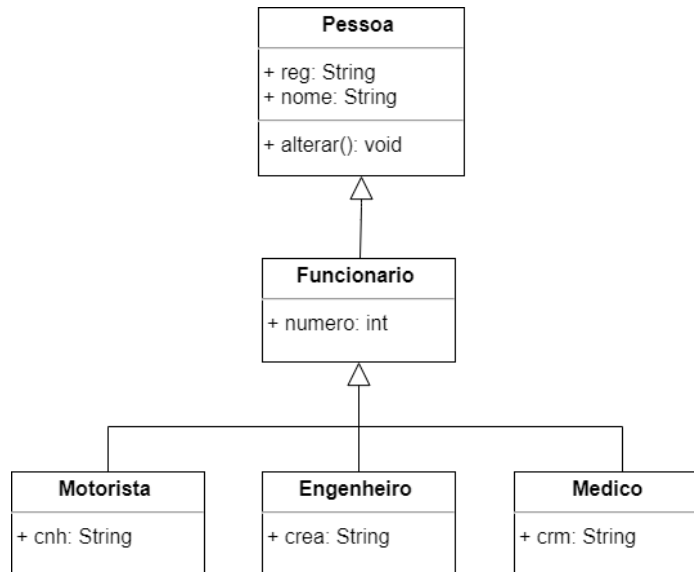 Pessoa
+ reg: String
+ nome: String
+ alterar(): void
Funcionario
+ numero: int
Motorista
+ cnh: String
Engenheiro
+ crea: String
Medico
+ crm: String